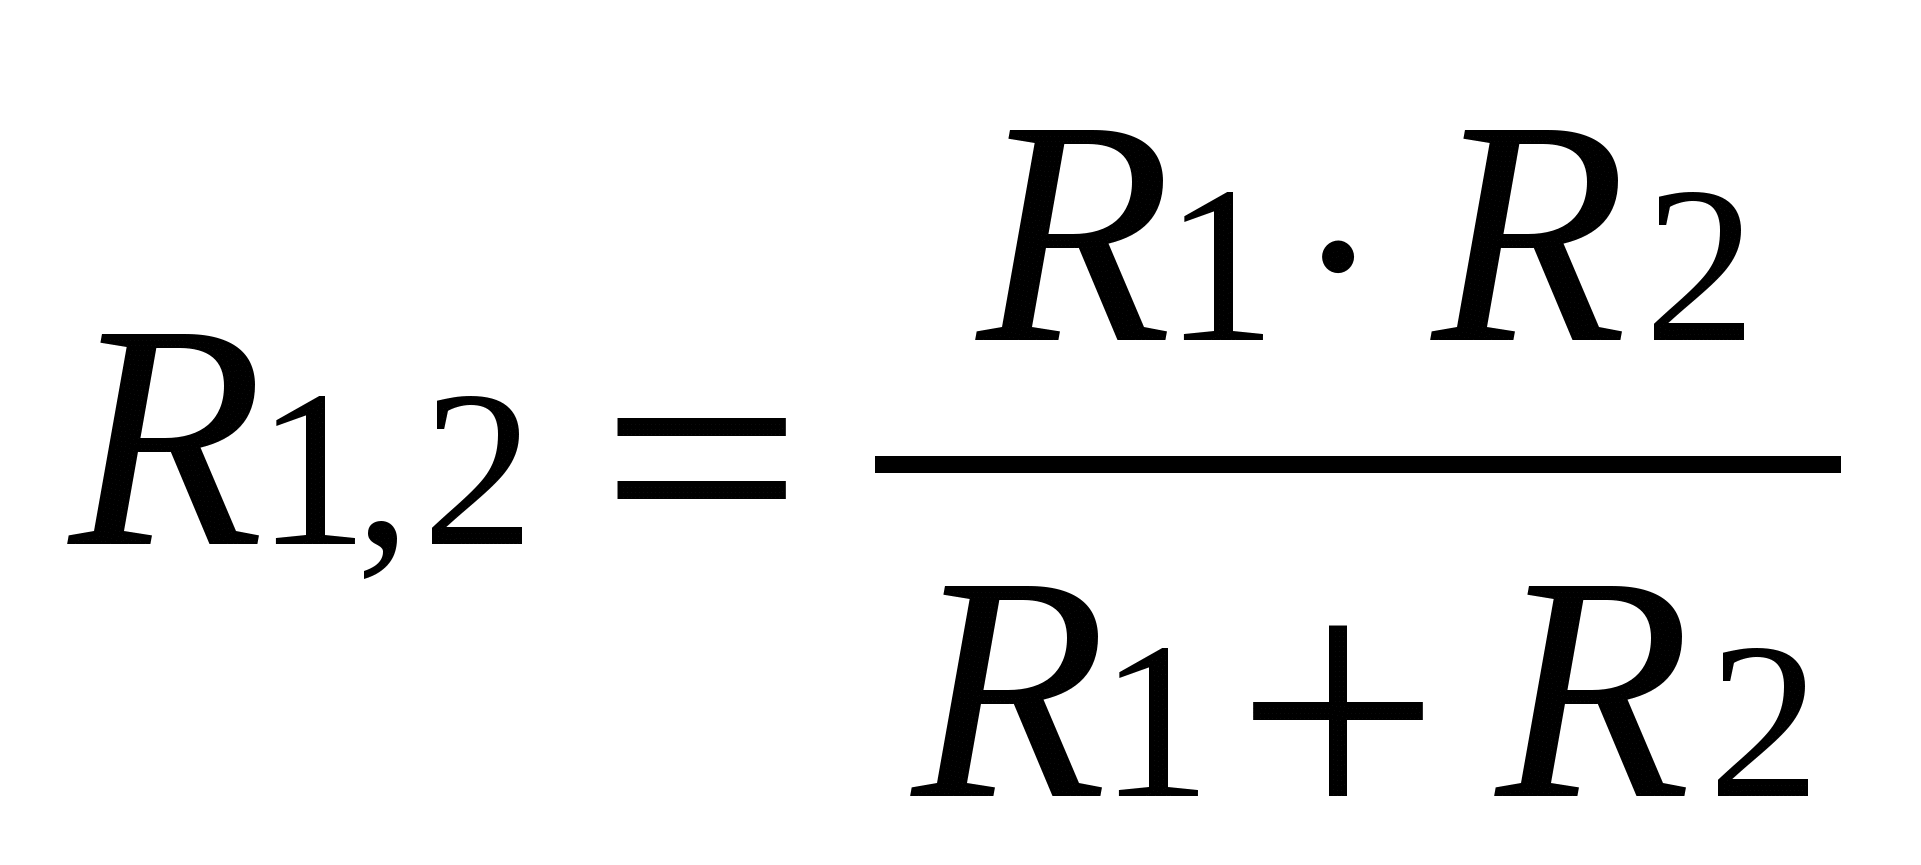 R1,2 = R1 · R2 / R1 + R2